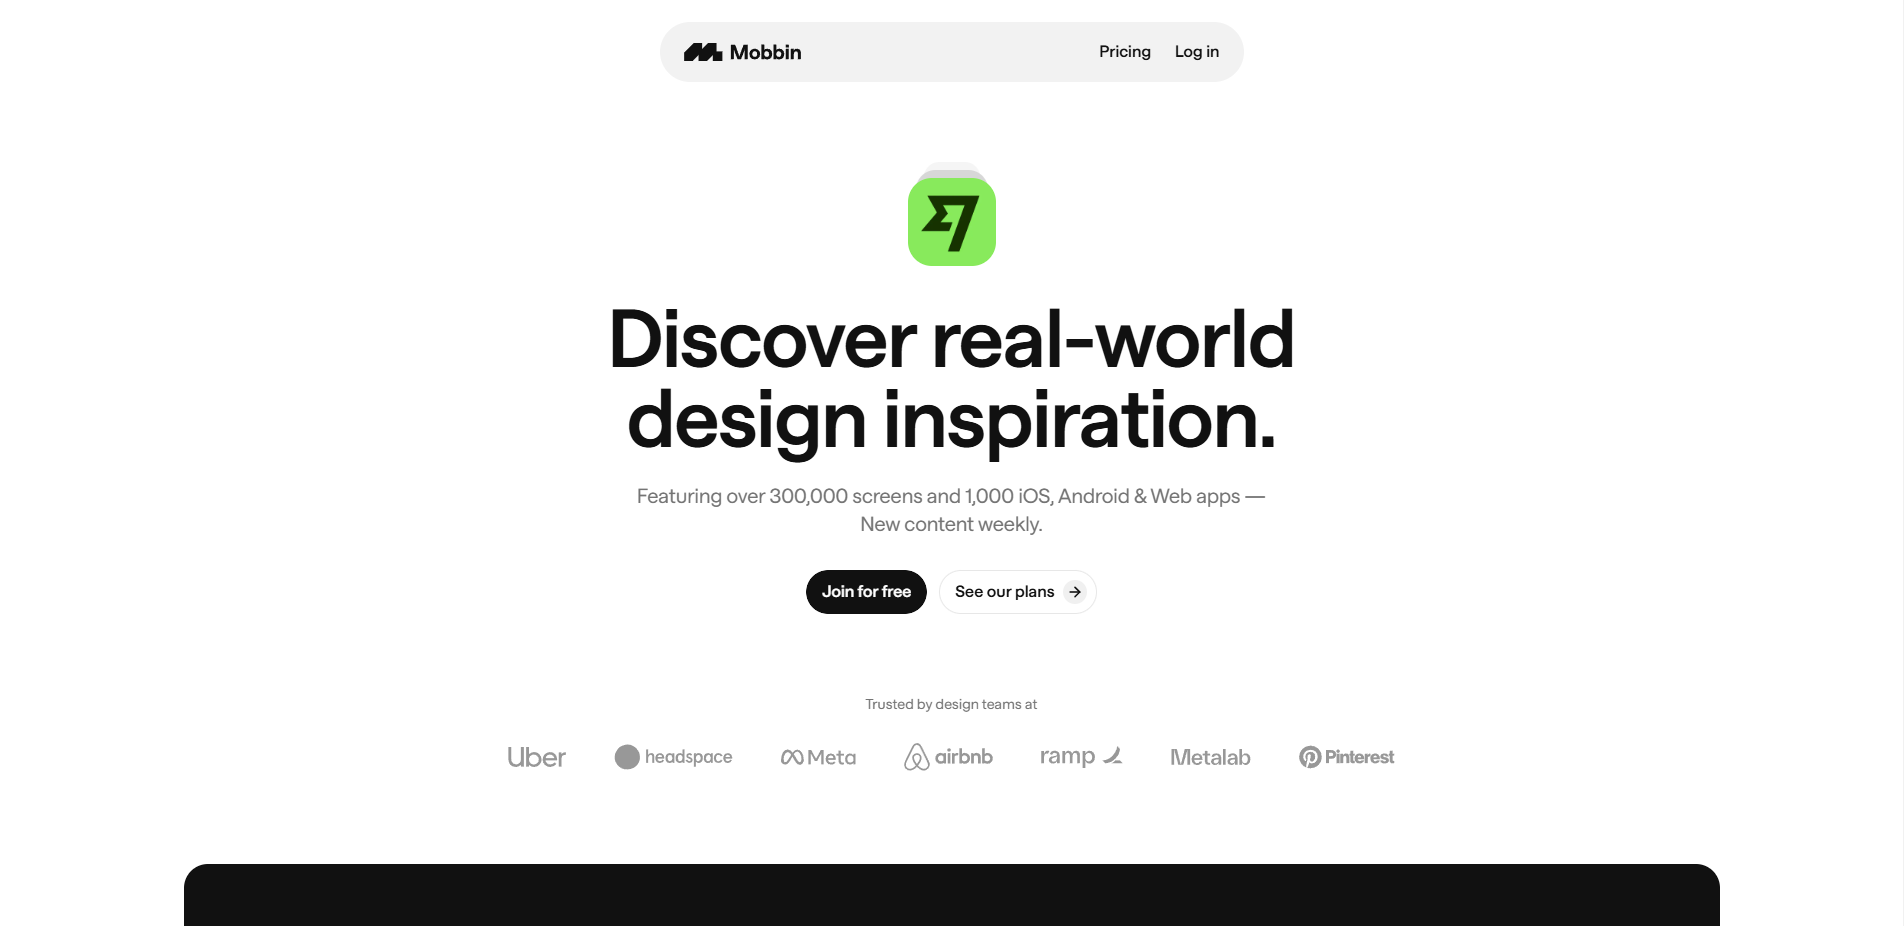 Mobbin
Pricing
Log in
Discover real-world
design inspiration.
Featuring over 300,000 screens and 1,000 iOS, Android & Web apps —
New content weekly.
Join for free
See our plans
Trusted by design teams at
Uber
headspace
Meta
airbnb
ramp
Metalab
Pinterest